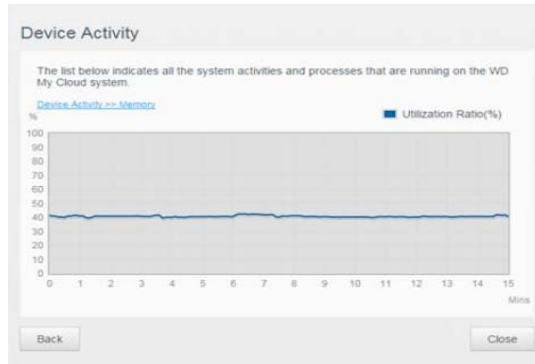 Device Activity
The list below indicates all the system activities and processes that are running on the WD
My Cloud system.
Device Activity >> Memory
%
Utilization Ratio(%)
100
90
80
70
60
50
40
30
20
10
0
0 1 2 3 4 5 6 7 8 9 10 11 12 13 14 15
Mins
Back Close